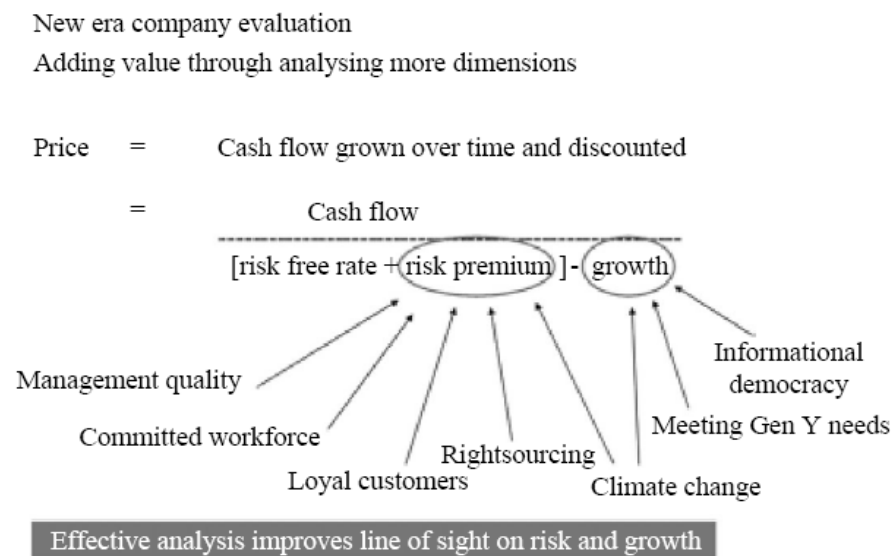 New era company evaluation
Adding value through analysing more dimensions
Price = Cash flow grown over time and discounted
= Cash flow
[risk free rate + risk premium ] - growth
Informational
democracy
Management quality
Meeting Gen Y needs
Committed workforce
Rightsourcing
Loyal customers
Climate change
Effective analysis improves line of sight on risk and growth